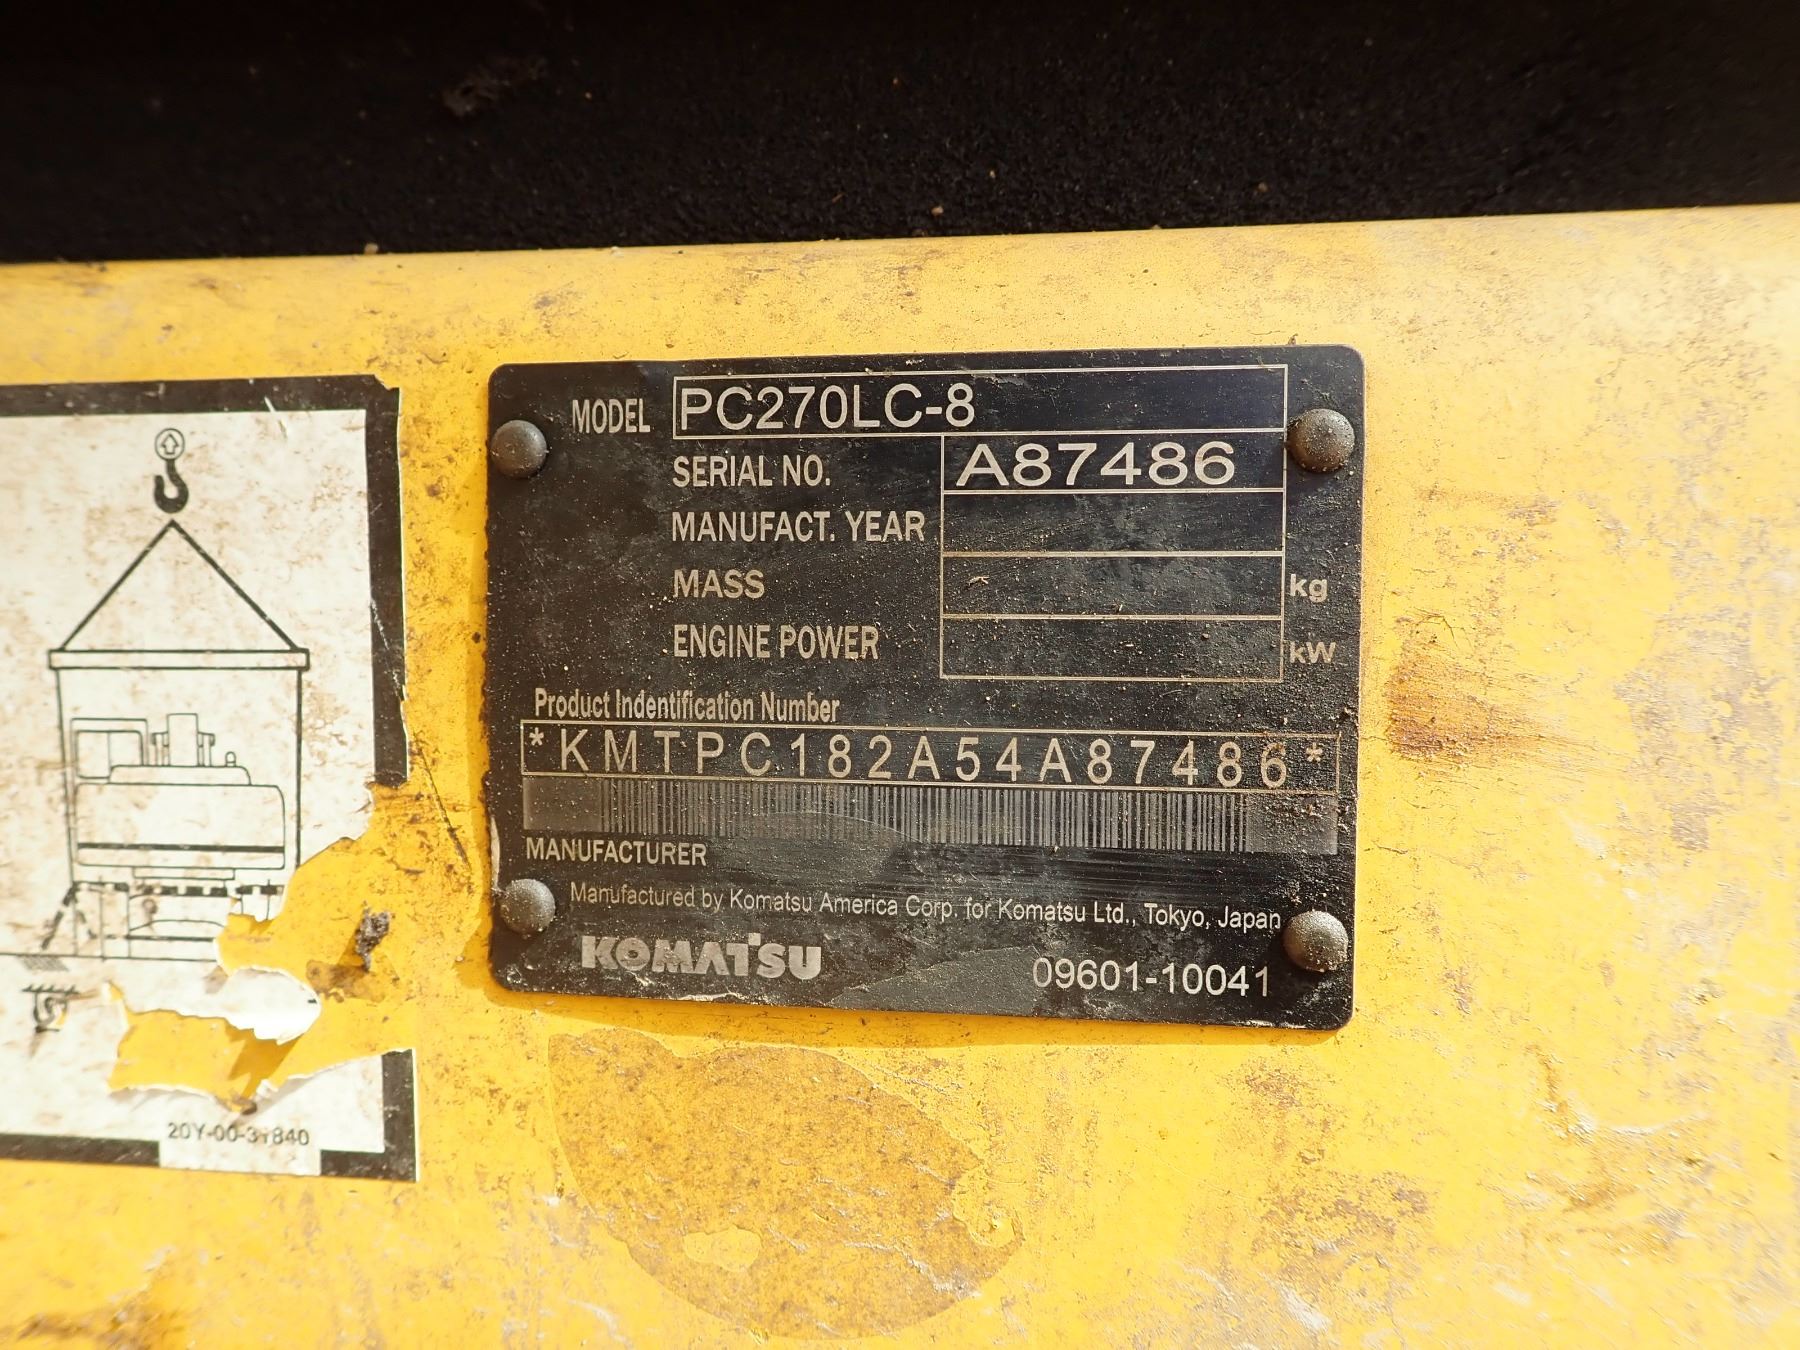 MODEL PC270LC-8
SERIAL NO. A87486
MANUFACT. YEAR
MASS kg
ENGINE POWER kW
Product Indentification Number
*KMTPC182A54A87486*
MANUFACTURER
Manufactured by Komatsu America Corp. for Komatsu Ltd., Tokyo, Japan
KOMATSU 09601-10041
20Y-00-31840